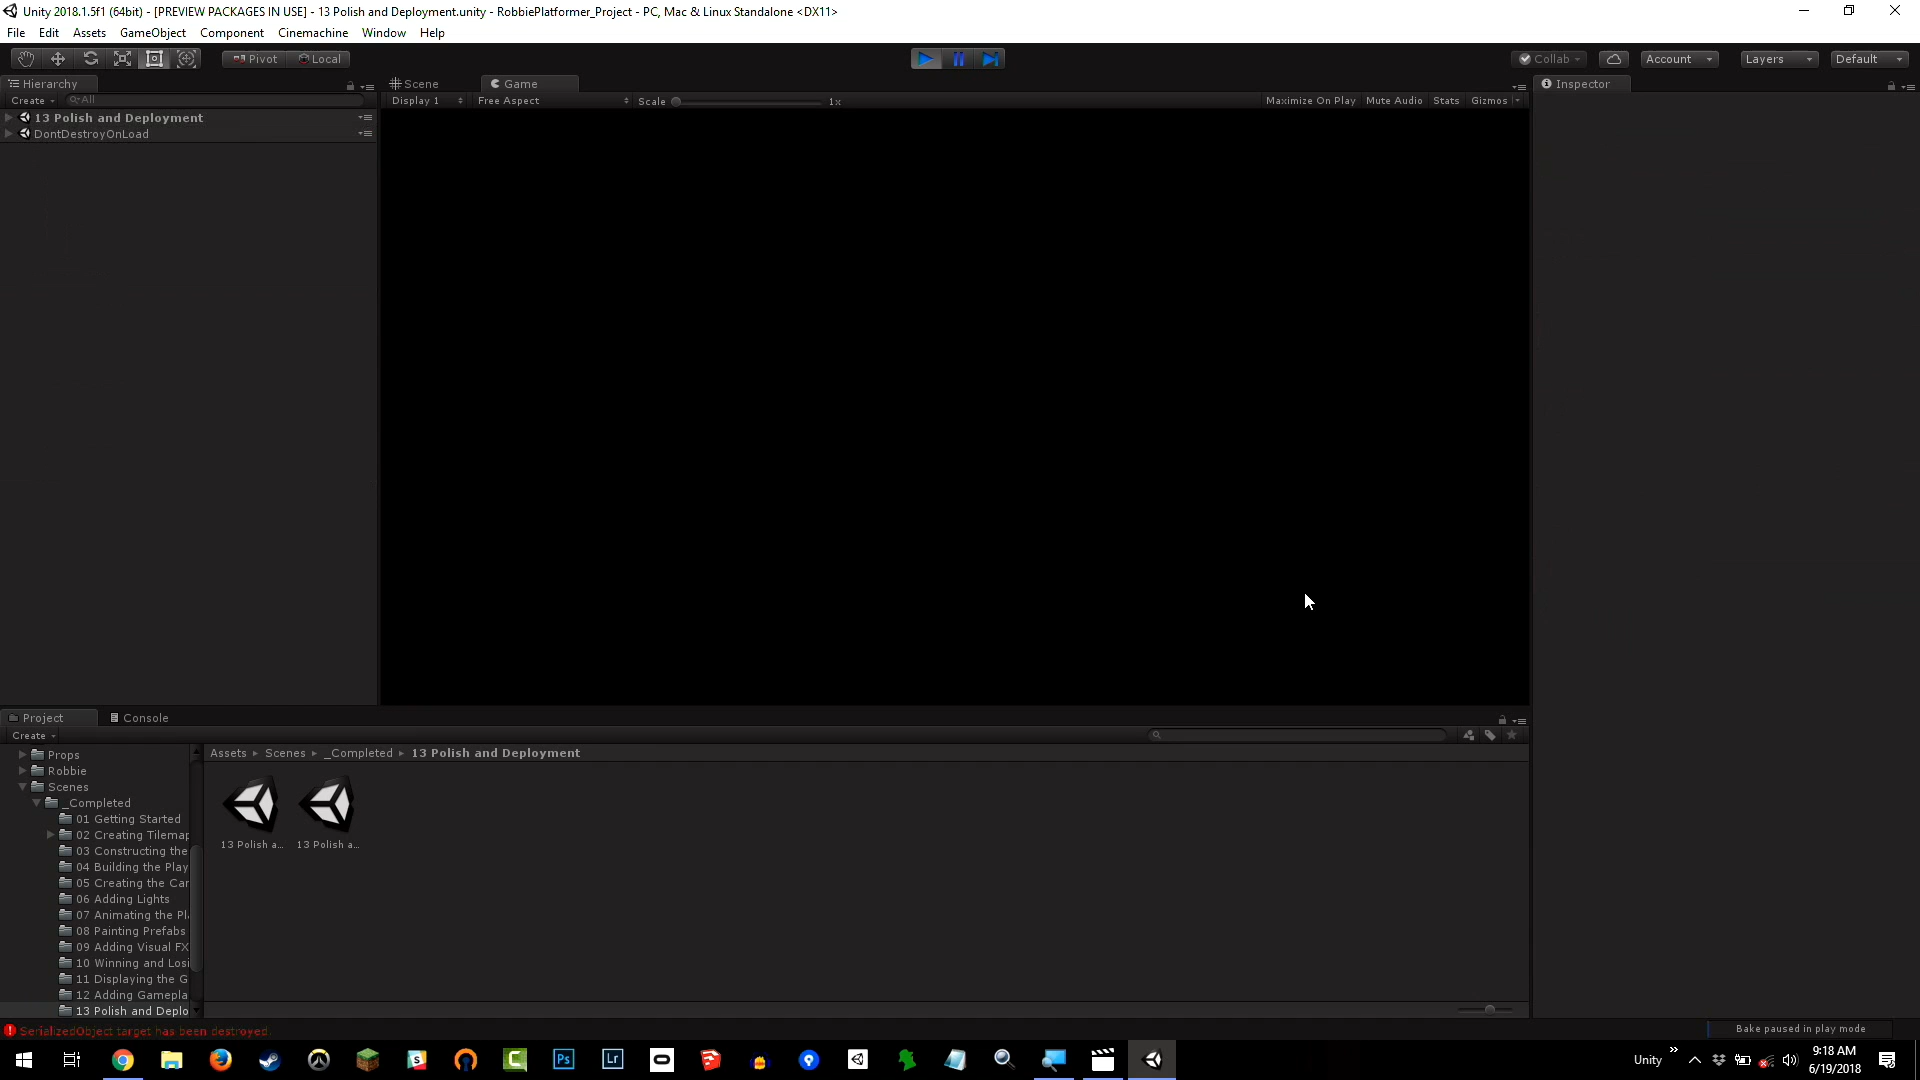 Unity 2018.1.5f1 (64bit) - [PREVIEW PACKAGES IN USE] - 13 Polish and Deployment.unity - RobbiePlatformer_Project - PC, Mac & Linux Standalone <DX11>
File Edit Assets GameObject Component Cinemachine Window Help
Pivot Local Collab Account Layers Default
Hierarchy Scene Game Inspector
Create All Display 1 Free Aspect Scale 1x Maximize On Play Mute Audio Stats Gizmos
13 Polish and Deployment
DontDestroyOnLoad
Project Console
Create
Assets Scenes _Completed 13 Polish and Deployment
Props
Robbie
Scenes
_Completed
01 Getting Started
02 Creating Tilemap
03 Constructing the
04 Building the Play
05 Creating the Car
06 Adding Lights
07 Animating the Pl
08 Painting Prefabs
09 Adding Visual FX
10 Winning and Losi
11 Displaying the G
12 Adding Gamepla
13 Polish and Deplo
13 Polish a...
13 Polish a...
SerializedObject target has been destroyed.
Bake paused in play mode
Ps Lr
Unity
9:18 AM
6/19/2018